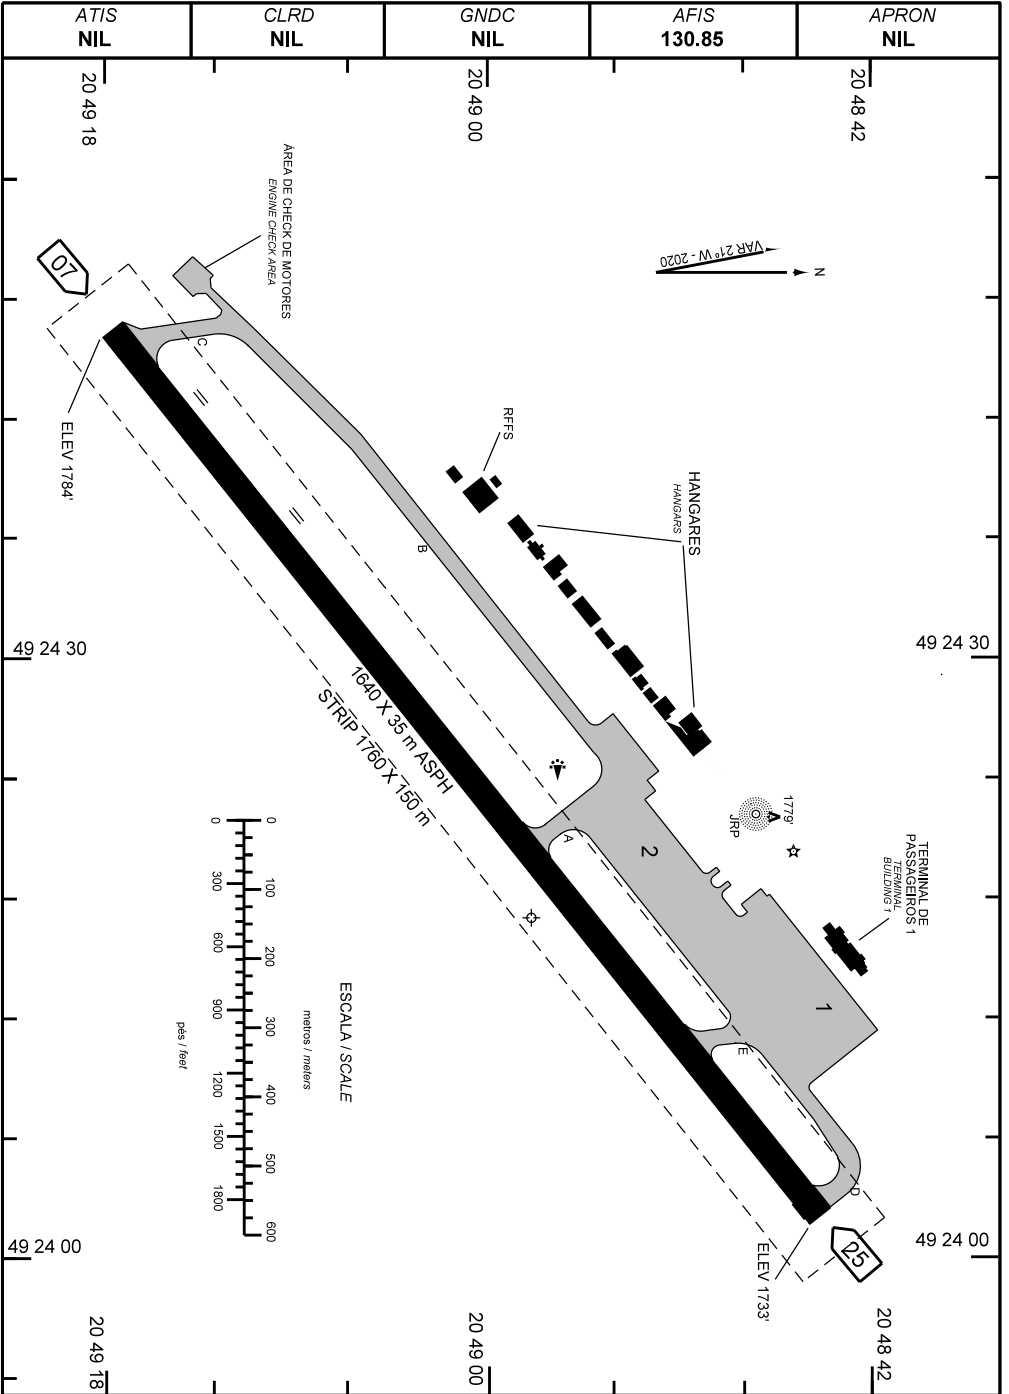 ATIS
NIL
CLRD
NIL
GNDC
NIL
AFIS
130.85
APRON
NIL
20 49 18
20 49 00
20 48 42
VAR 21° W - 2020
N
ÁREA DE CHECK DE MOTORES
ENGINE CHECK AREA
07
ELEV 1784'
C
RFFS
HANGARES
HANGARS
B
49 24 30
49 24 30
1640 X 35 m ASPH
STRIP 1760 X 150 m
A
2
1779'
JRP
TERMINAL DE
PASSAGEIROS 1
TERMINAL
BUILDING 1
1
E
D
ESCALA / SCALE
metros / meters
0
100
200
300
400
500
600
0
300
600
900
1200
1500
1800
pés / feet
ELEV 1733'
25
49 24 00
49 24 00
20 49 18
20 49 00
20 48 42